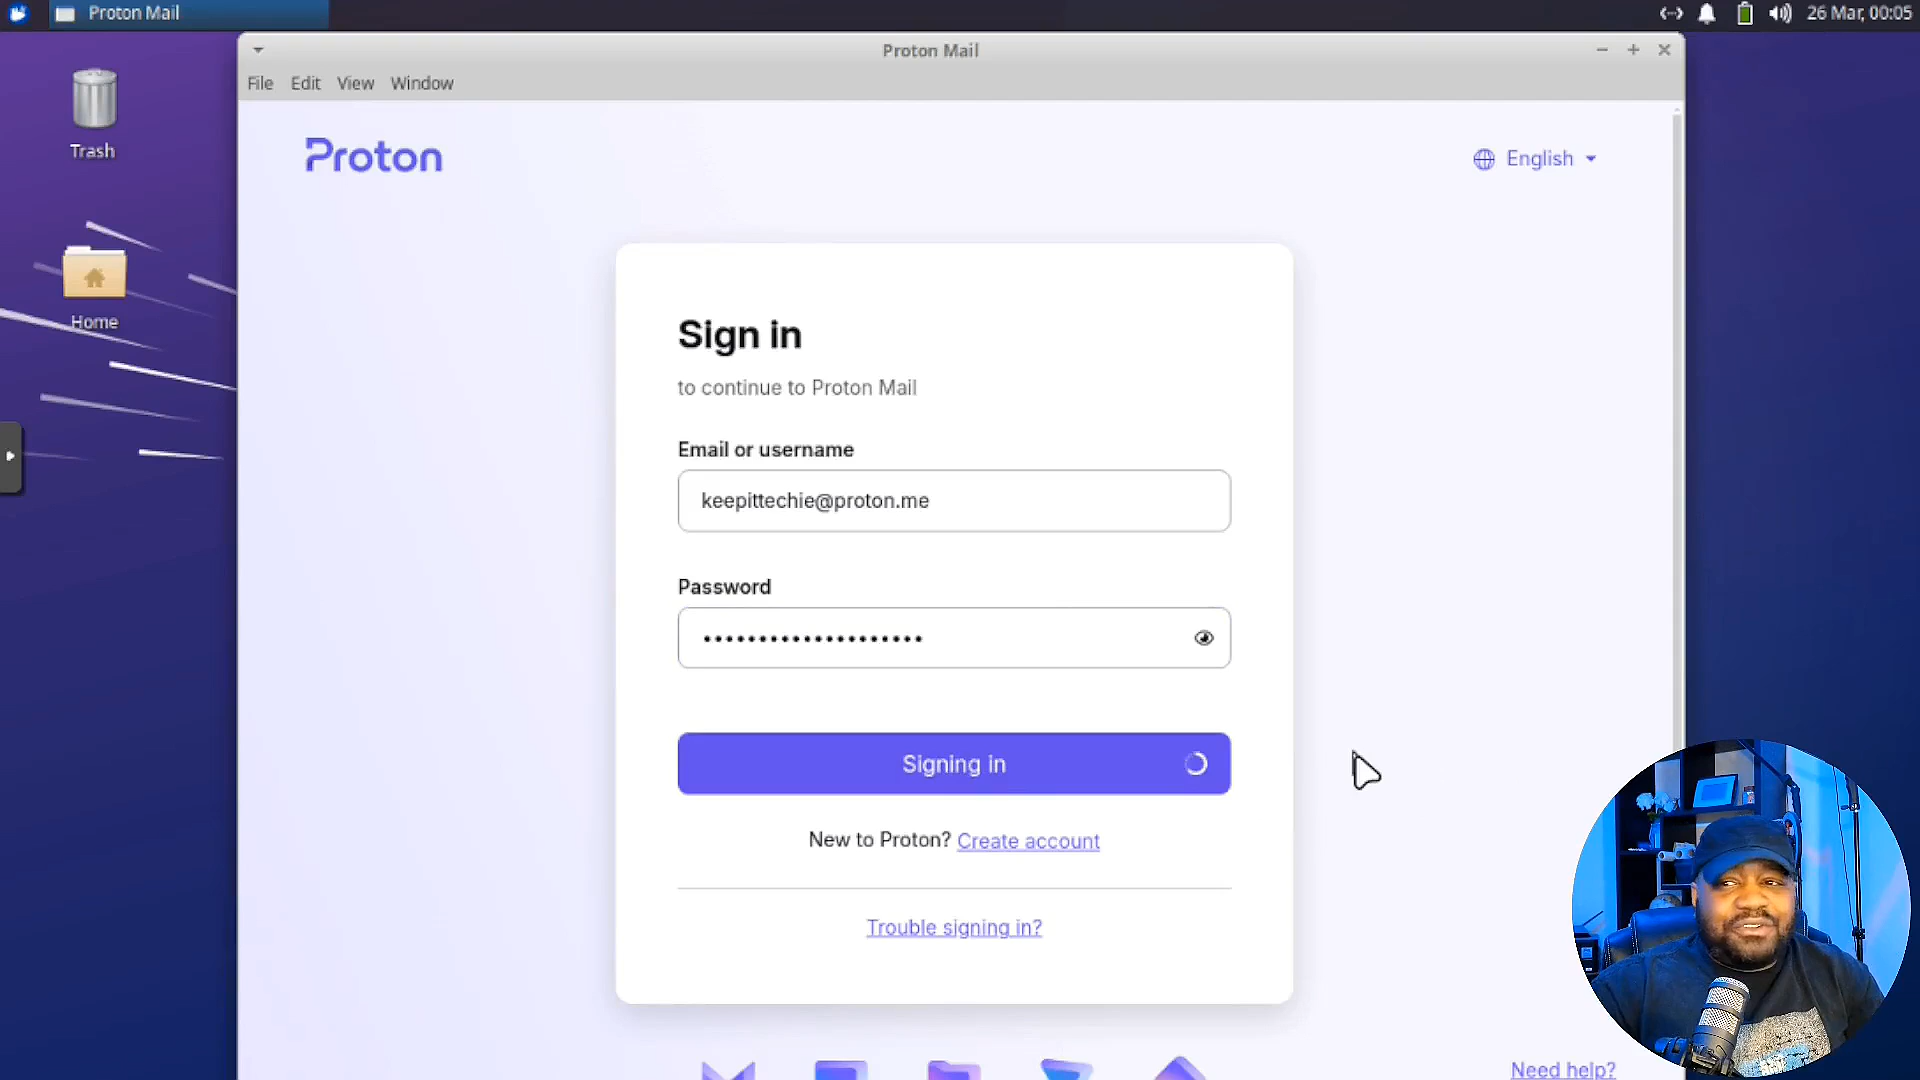 Proton Mail
26 Mar, 00:05
Proton Mail
File Edit View Window
Trash
Home
Proton
English
Sign in
to continue to Proton Mail
Email or username
keepittechie@proton.me
Password
••••••••••••••••••••
Signing in
New to Proton? Create account
Trouble signing in?
Need help?